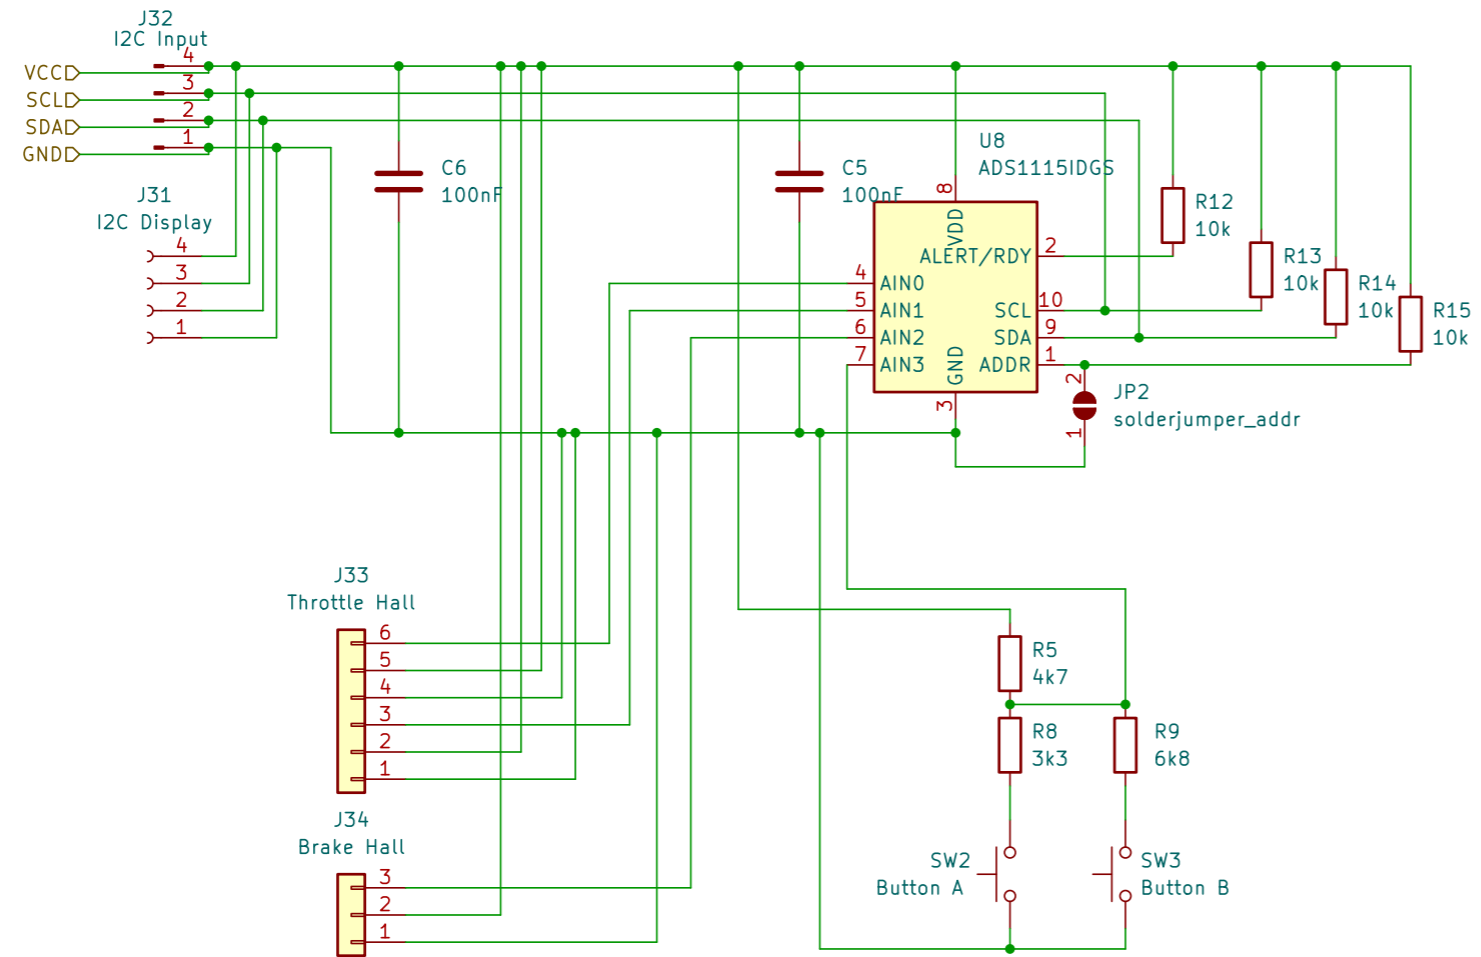 J32
I2C Input
VCC
4
SCL
3
SDA
2
GND
1
J31
I2C Display
4
3
2
1
C6
100nF
C5
100nF
U8
ADS1115IDGS
8
VDD
ALERT/RDY
2
4
AIN0
5
AIN1
SCL
10
6
AIN2
SDA
9
7
AIN3
GND
ADDR
1
3
R12
10k
R13
10k
R14
10k
R15
10k
2
JP2
solderjumper_addr
1
J33
Throttle Hall
6
5
4
3
2
1
J34
Brake Hall
3
2
1
R5
4k7
R8
3k3
R9
6k8
SW2
Button A
SW3
Button B